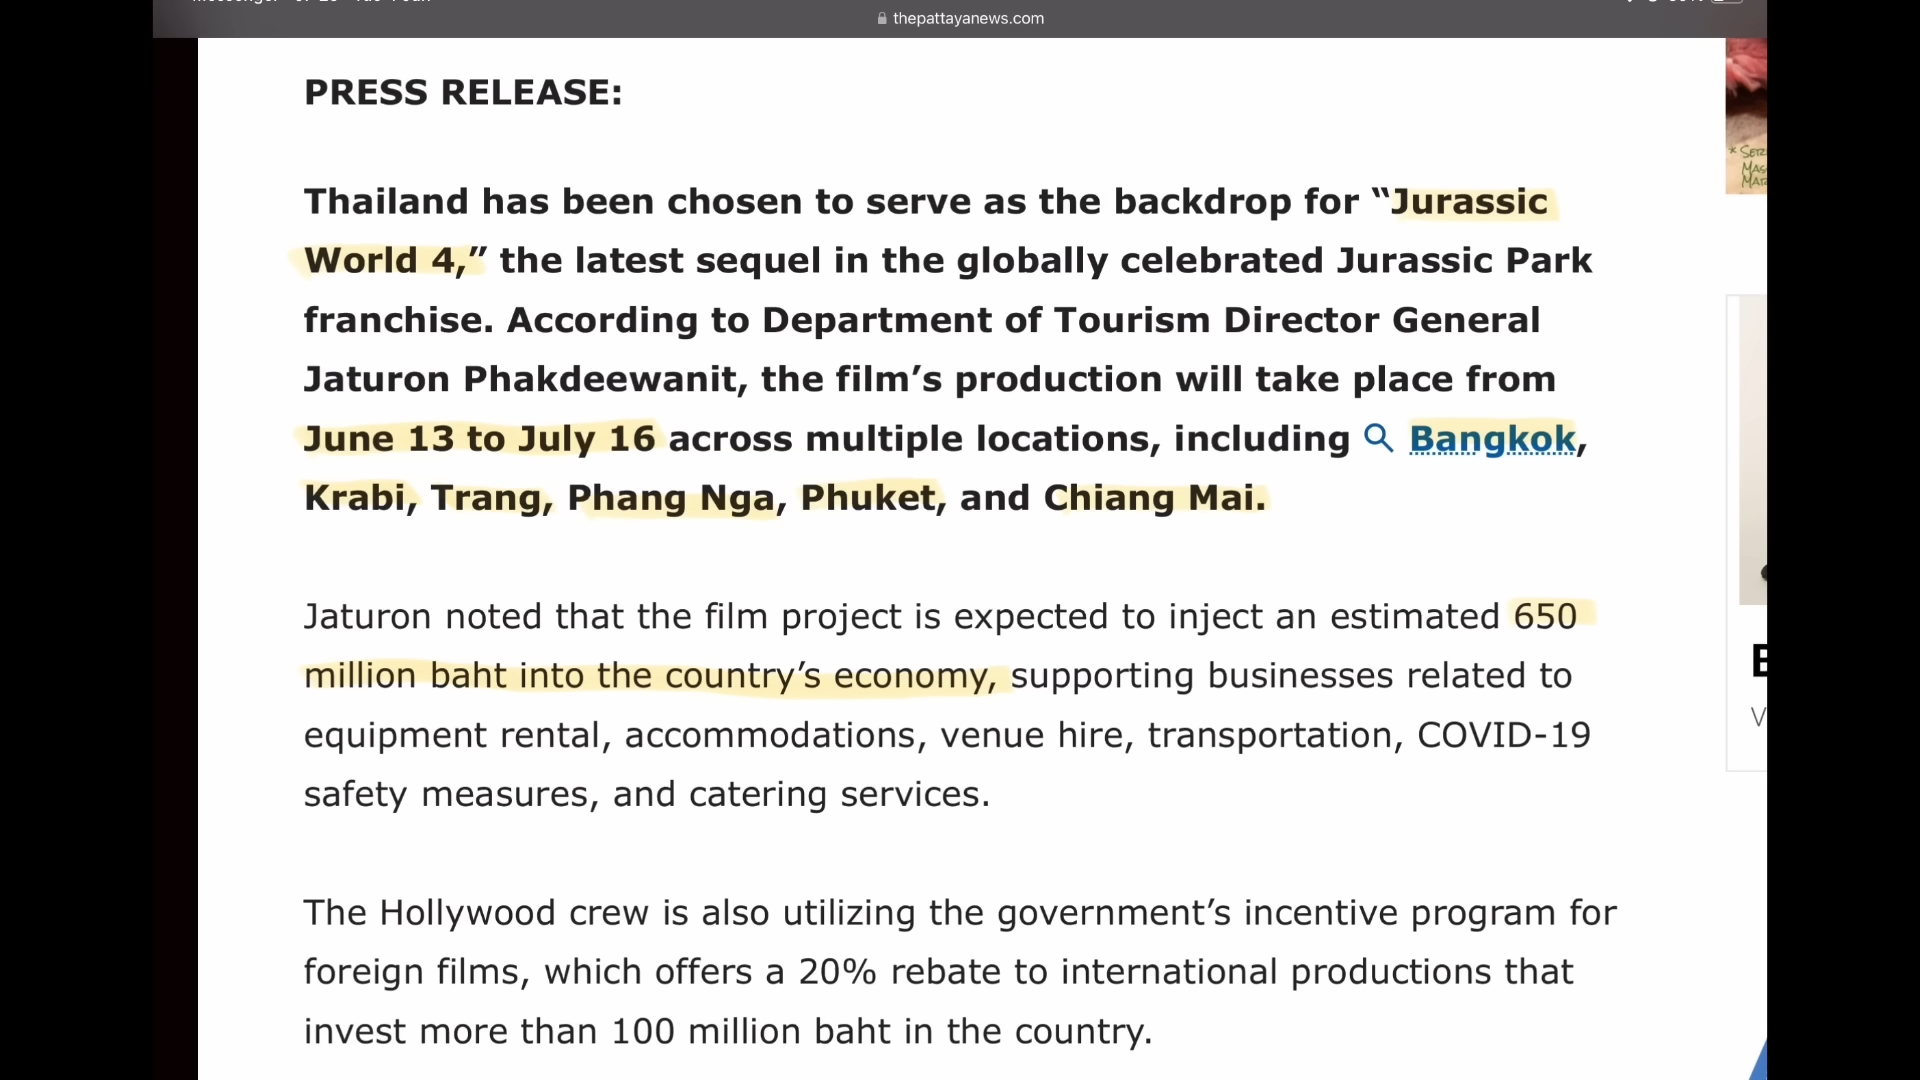 thepattayanews.com
PRESS RELEASE:
Thailand has been chosen to serve as the backdrop for “Jurassic
World 4,” the latest sequel in the globally celebrated Jurassic Park
franchise. According to Department of Tourism Director General
Jaturon Phakdeewanit, the film’s production will take place from
June 13 to July 16 across multiple locations, including Bangkok,
Krabi, Trang, Phang Nga, Phuket, and Chiang Mai.
Jaturon noted that the film project is expected to inject an estimated 650
million baht into the country’s economy, supporting businesses related to
equipment rental, accommodations, venue hire, transportation, COVID-19
safety measures, and catering services.
The Hollywood crew is also utilizing the government’s incentive program for
foreign films, which offers a 20% rebate to international productions that
invest more than 100 million baht in the country.